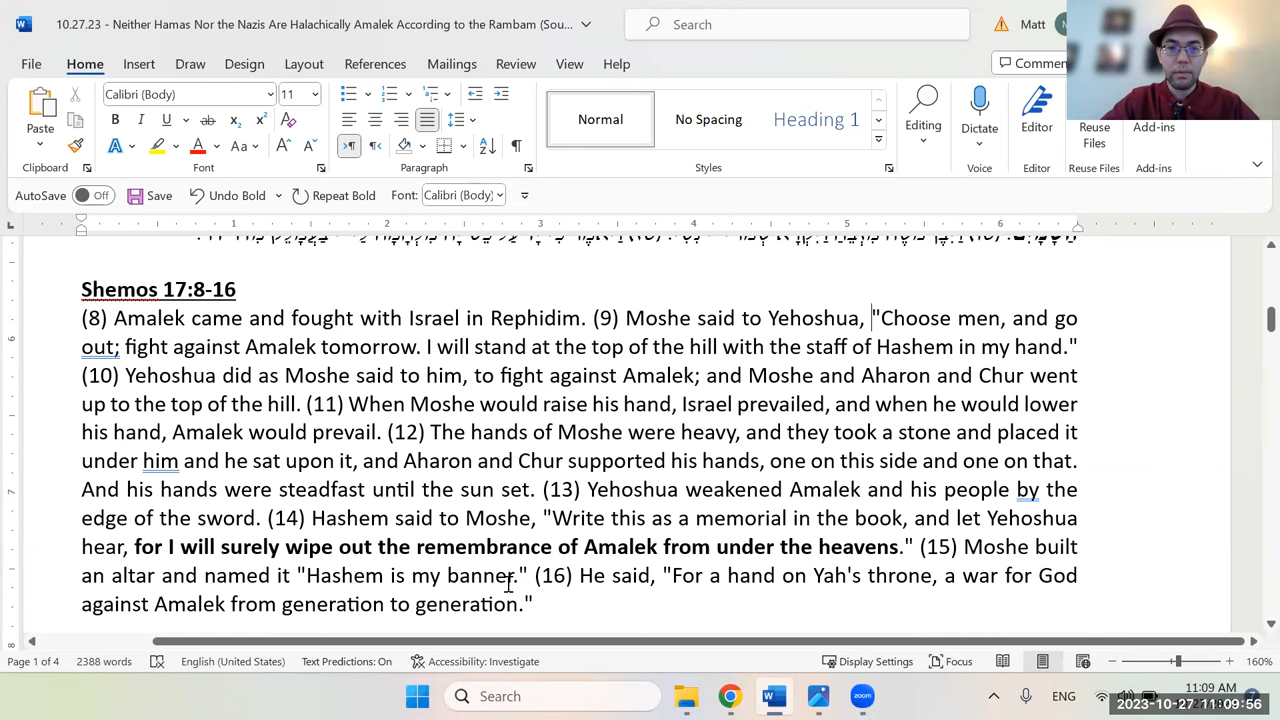 10.27.23 - Neither Hamas Nor the Nazis Are Halachically Amalek According to the Rambam (Sou...
Search
Matt
File Home Insert Draw Design Layout References Mailings Review View Help
Commen
Paste
Clipboard
Calibri (Body) 11
Font
Paragraph
Normal No Spacing Heading 1
Styles
Editing
Dictate
Voice
Editor
Editor
Reuse Files
Reuse Files
Add-ins
Add-ins
AutoSave Off Save Undo Bold Repeat Bold Font: Calibri (Body)
1 2 3 4 5 6
Shemos 17:8-16
(8) Amalek came and fought with Israel in Rephidim. (9) Moshe said to Yehoshua, "Choose men, and go
out; fight against Amalek tomorrow. I will stand at the top of the hill with the staff of Hashem in my hand."
(10) Yehoshua did as Moshe said to him, to fight against Amalek; and Moshe and Aharon and Chur went
up to the top of the hill. (11) When Moshe would raise his hand, Israel prevailed, and when he would lower
his hand, Amalek would prevail. (12) The hands of Moshe were heavy, and they took a stone and placed it
under him and he sat upon it, and Aharon and Chur supported his hands, one on this side and one on that.
And his hands were steadfast until the sun set. (13) Yehoshua weakened Amalek and his people by the
edge of the sword. (14) Hashem said to Moshe, "Write this as a memorial in the book, and let Yehoshua
hear, for I will surely wipe out the remembrance of Amalek from under the heavens." (15) Moshe built
an altar and named it "Hashem is my banner." (16) He said, "For a hand on Yah's throne, a war for God
against Amalek from generation to generation."
Page 1 of 4 2388 words English (United States) Text Predictions: On Accessibility: Investigate Display Settings Focus 160%
Search
ENG
11:09 AM
2023-10-27 11:09:56